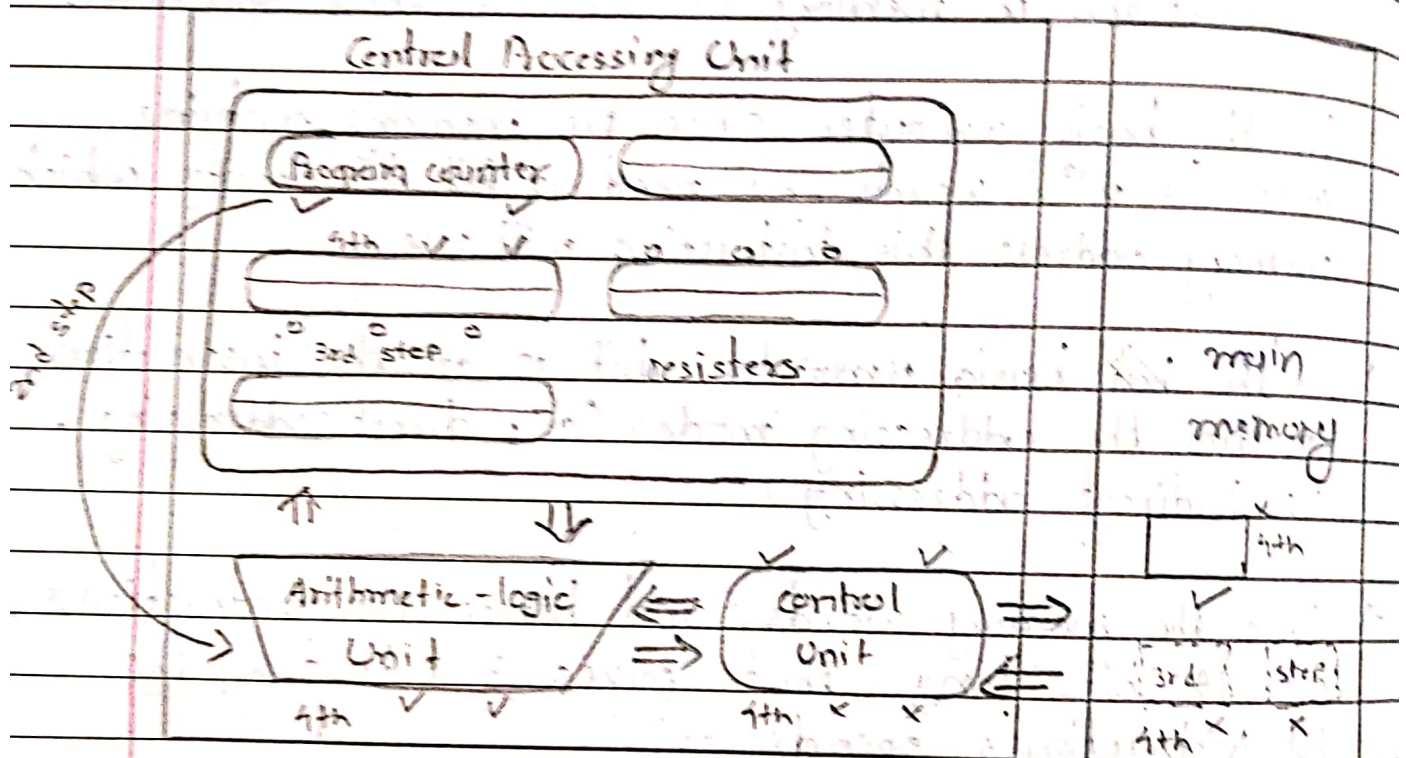 Central Accessing Unit
Program counter
4th
3rd step
resisters
main
memory
4th
Arithmetic-logic
Unit
control
Unit
3rd step
4th
4th
4th